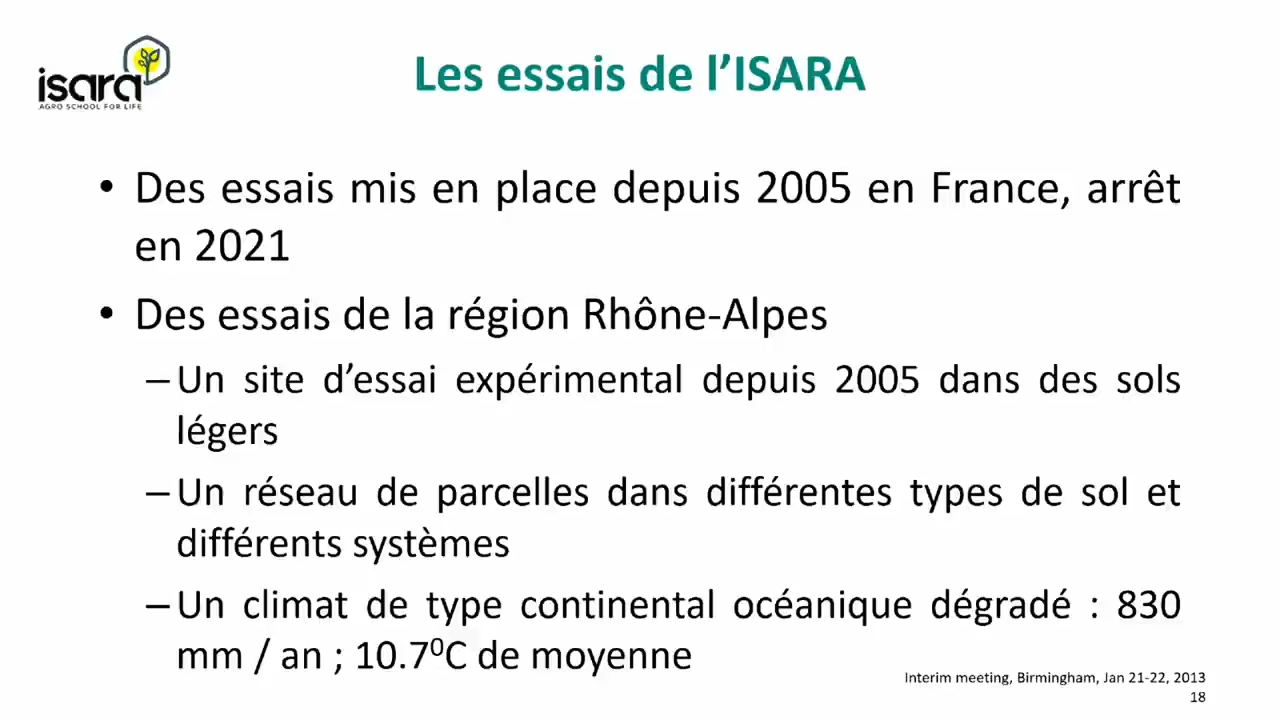 isara
AGRO SCHOOL FOR LIFE
Les essais de l’ISARA
• Des essais mis en place depuis 2005 en France, arrêt
en 2021
• Des essais de la région Rhône-Alpes
– Un site d’essai expérimental depuis 2005 dans des sols
légers
– Un réseau de parcelles dans différentes types de sol et
différents systèmes
– Un climat de type continental océanique dégradé : 830
mm / an ; 10.7⁰C de moyenne
Interim meeting, Birmingham, Jan 21-22, 2013
18